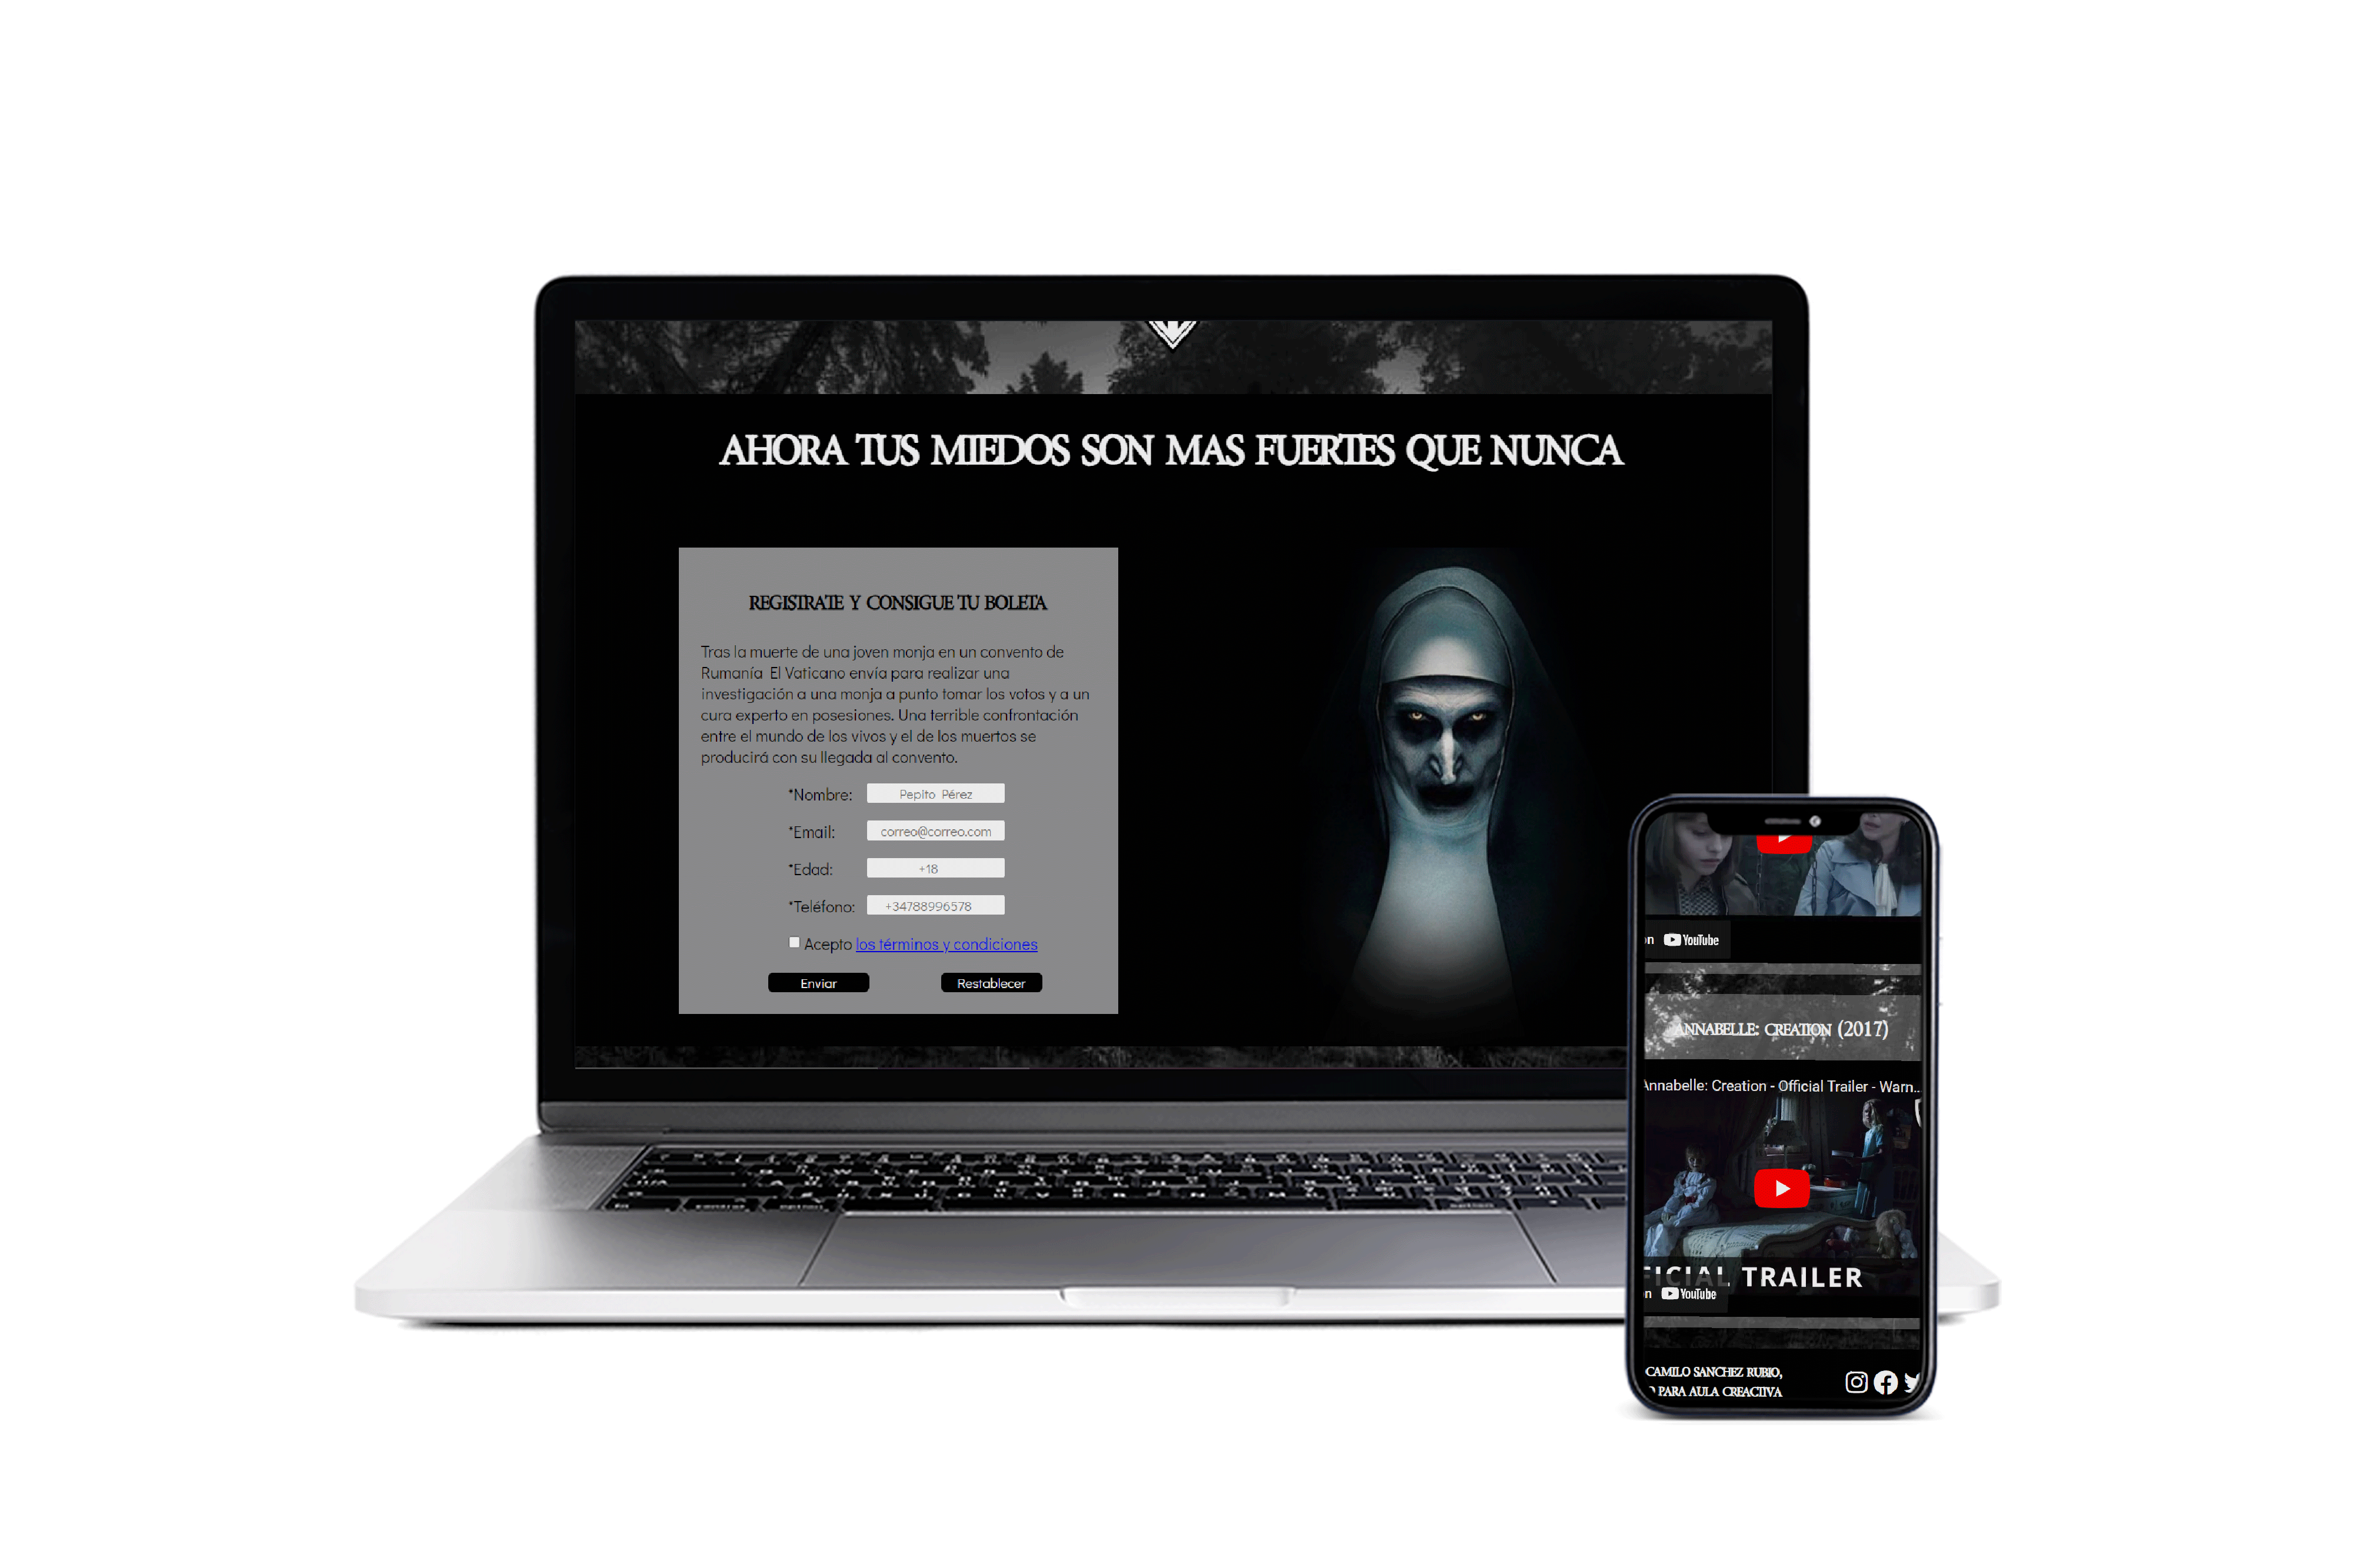 AHORA TUS MIEDOS SON MAS FUERTES QUE NUNCA
REGISTRATE Y CONSIGUE TU BOLETA
Tras la muerte de una joven monja en un convento de
Rumanía El Vaticano envía para realizar una
investigación a una monja a punto tomar los votos y a un
cura experto en posesiones. Una terrible confrontación
entre el mundo de los vivos y el de los muertos se
producirá con su llegada al convento.
*Nombre: Pepito Pérez
*Email: correo@correo.com
*Edad: +18
*Teléfono: +34788996578
Acepto los términos y condiciones
Enviar Restablecer
on YouTube
ANNABELLE: CREATION (2017)
Annabelle: Creation - Official Trailer - Warn...
FICIAL TRAILER
on YouTube
CAMILO SANCHEZ RUBIO,
O PARA AULA CREACTIVA